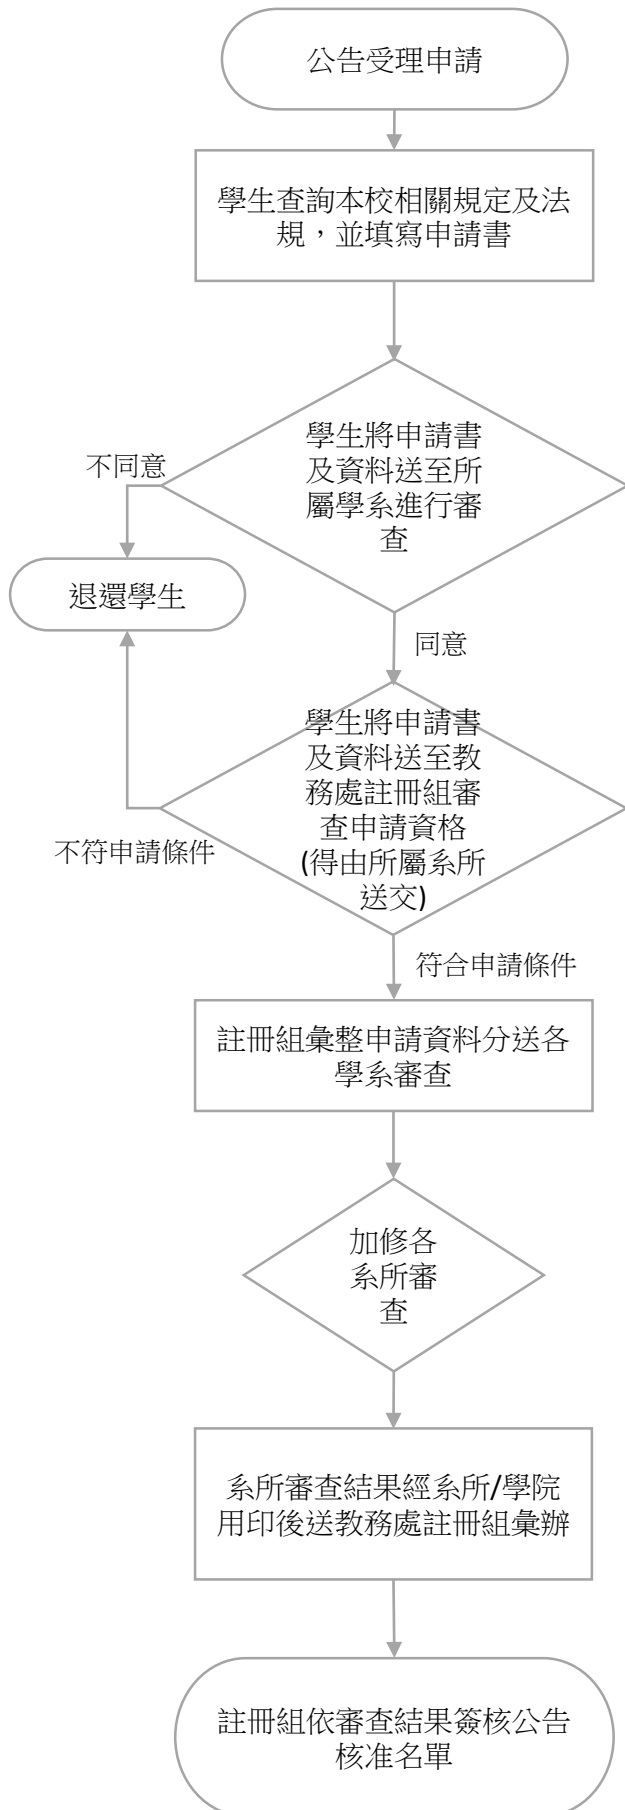 公告受理申請
學生查詢本校相關規定及法
規，並填寫申請書
學生將申請書
及資料送至所
屬學系進行審
查
不同意
退還學生
同意
學生將申請書
及資料送至教
務處註冊組審
查申請資格
(得由所屬系所
送交)
不符申請條件
符合申請條件
註冊組彙整申請資料分送各
學系審查
加修各
系所審
查
系所審查結果經系所/學院
用印後送教務處註冊組彙辦
註冊組依審查結果簽核公告
核准名單